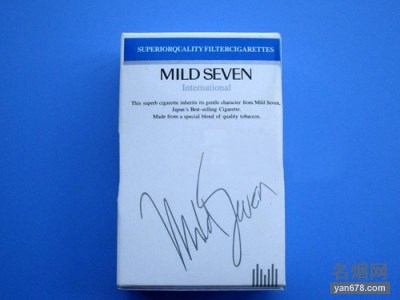 SUPERIORQUALITY FILTERCIGARETTES
MILD SEVEN
International
This superb cigarette inherits its gentle character from Mild Seven,
Japan's Best-selling Cigarette.
Made from a special blend of quality tobaccos.
Mild Seven
名烟网
yan678.com